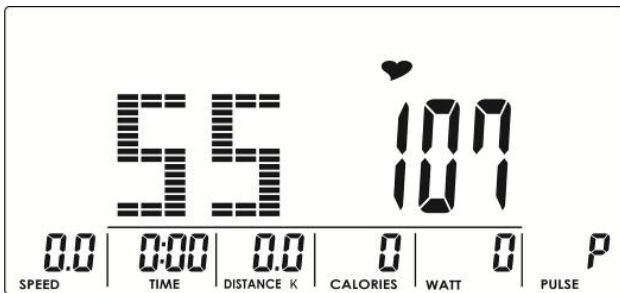 55 107
0.0 0:00 0.0 0 0 P
SPEED TIME DISTANCE K CALORIES WATT PULSE